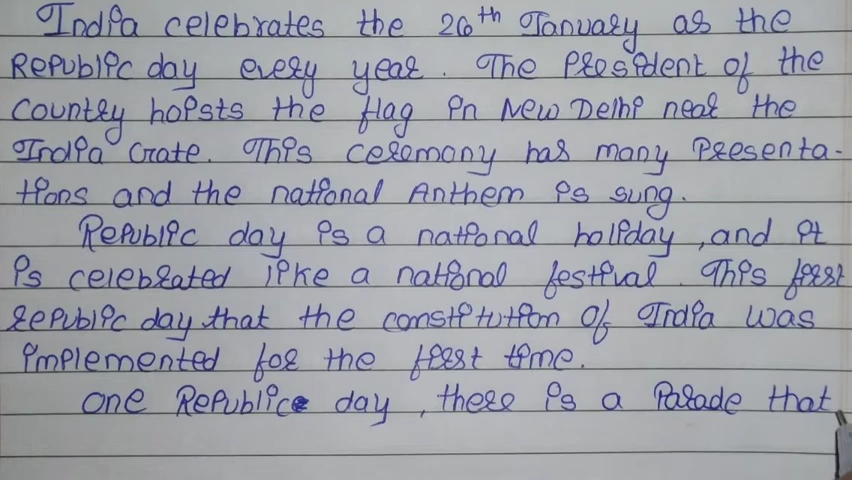 India celebrates the 26th January as the
Republic day every year. The President of the
Country hoists the flag in New Delhi near the
India Gate. This ceremony has many Presenta-
tions and the national Anthem is sung.
Republic day is a national holiday, and it
is celebrated like a national festival. This first
republic day that the constitution of India was
implemented for the first time.
One Republic day, there is a Parade that